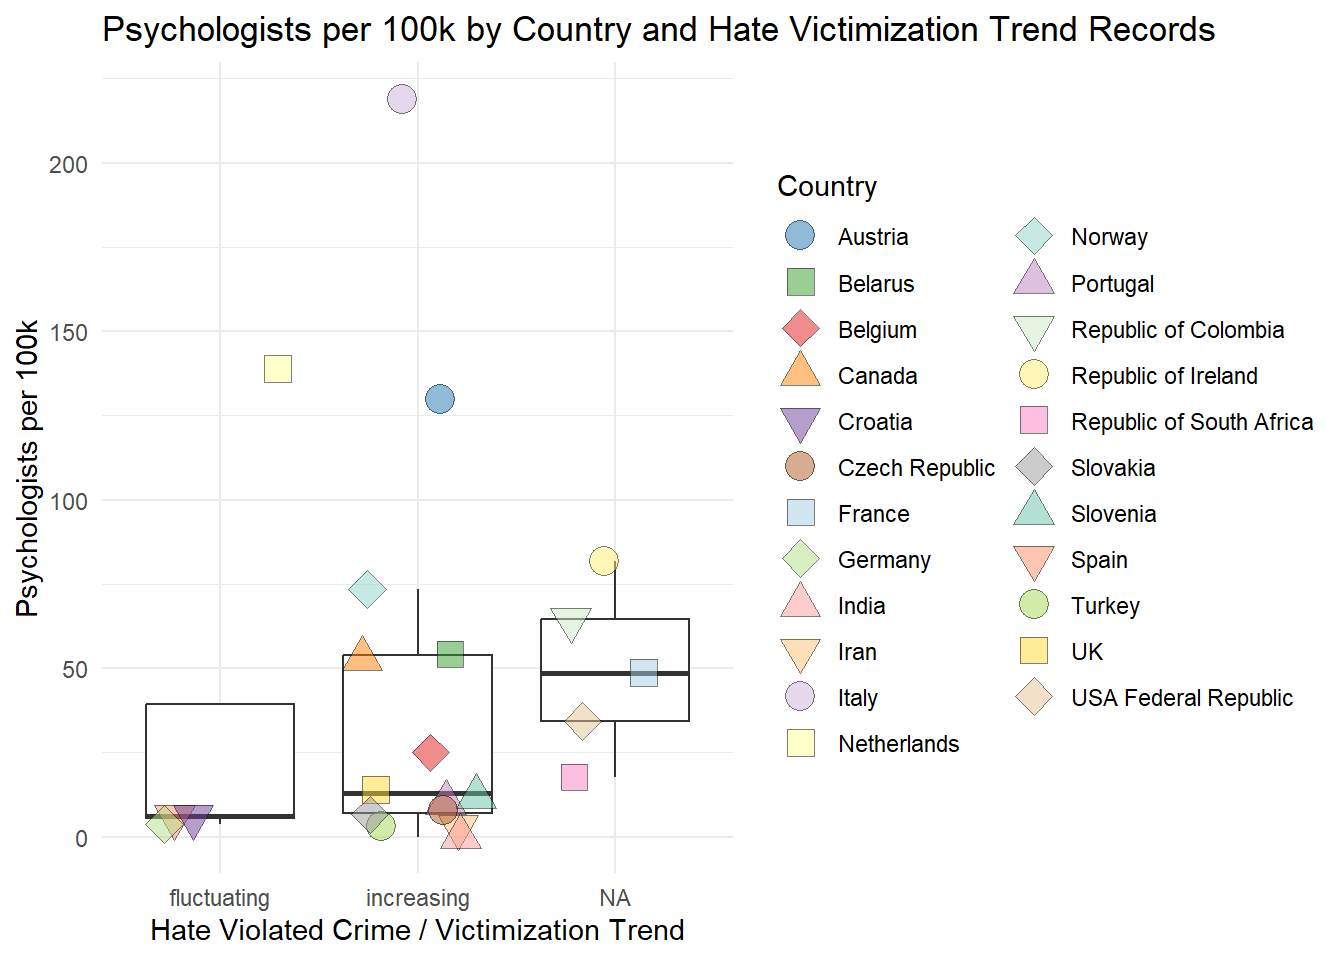 Psychologists per 100k by Country and Hate Victimization Trend Records
Psychologists per 100k
200
150
100
50
0
fluctuating
increasing
NA
Hate Violated Crime / Victimization Trend
Country
Austria
Belarus
Belgium
Canada
Croatia
Czech Republic
France
Germany
India
Iran
Italy
Netherlands
Norway
Portugal
Republic of Colombia
Republic of Ireland
Republic of South Africa
Slovakia
Slovenia
Spain
Turkey
UK
USA Federal Republic